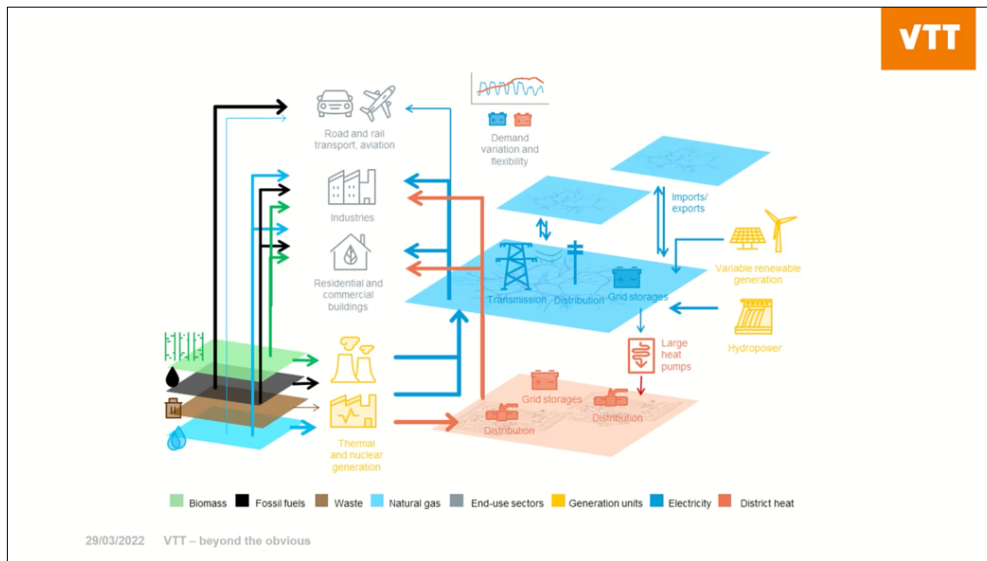 VTT
Road and rail
transport, aviation
Demand
variation and
flexibility
Industries
Imports/
exports
Residential and
commercial
buildings
Transmission
Distribution
Grid storages
Variable renewable
generation
Hydropower
Large
heat
pumps
Grid storages
Distribution
Distribution
Thermal
and nuclear
generation
Biomass
Fossil fuels
Waste
Natural gas
End-use sectors
Generation units
Electricity
District heat
29/03/2022 VTT – beyond the obvious